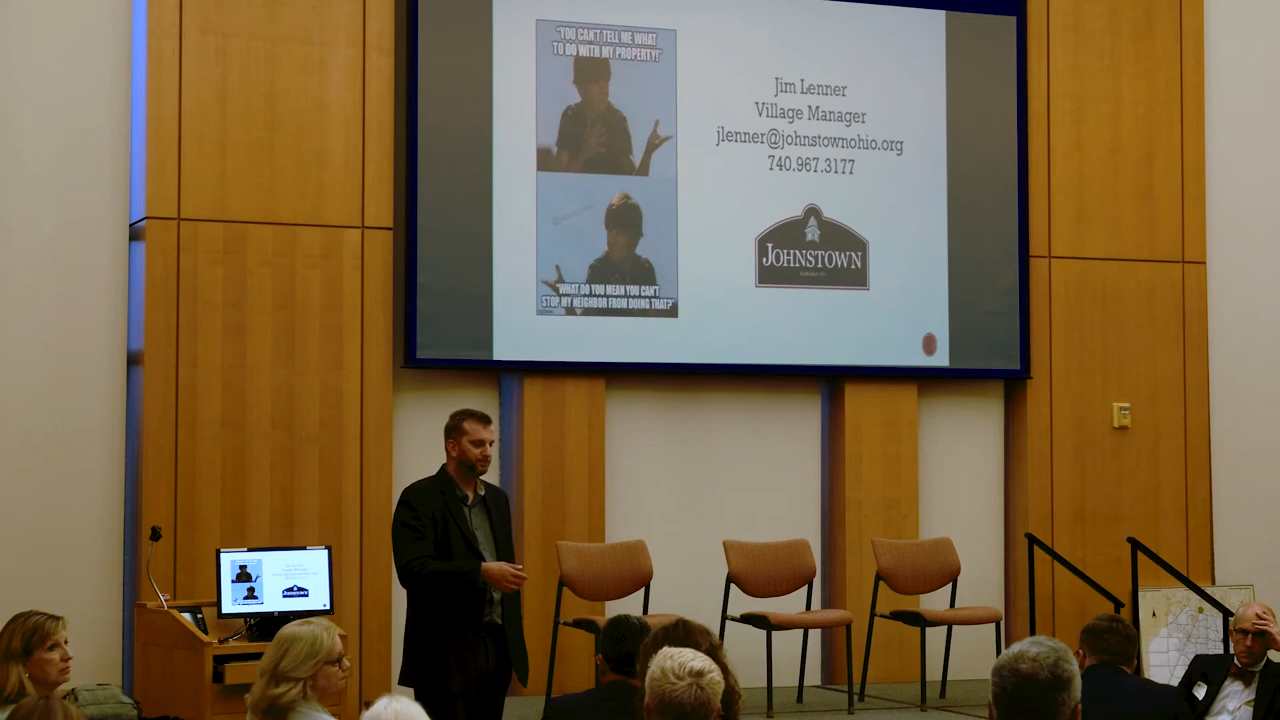 "YOU CAN'T TELL ME WHAT
TO DO WITH MY PROPERTY!"
"WHAT DO YOU MEAN YOU CAN'T
STOP MY NEIGHBOR FROM DOING THAT?"
Jim Lenner
Village Manager
jlenner@johnstownohio.org
740.967.3177
JOHNSTOWN